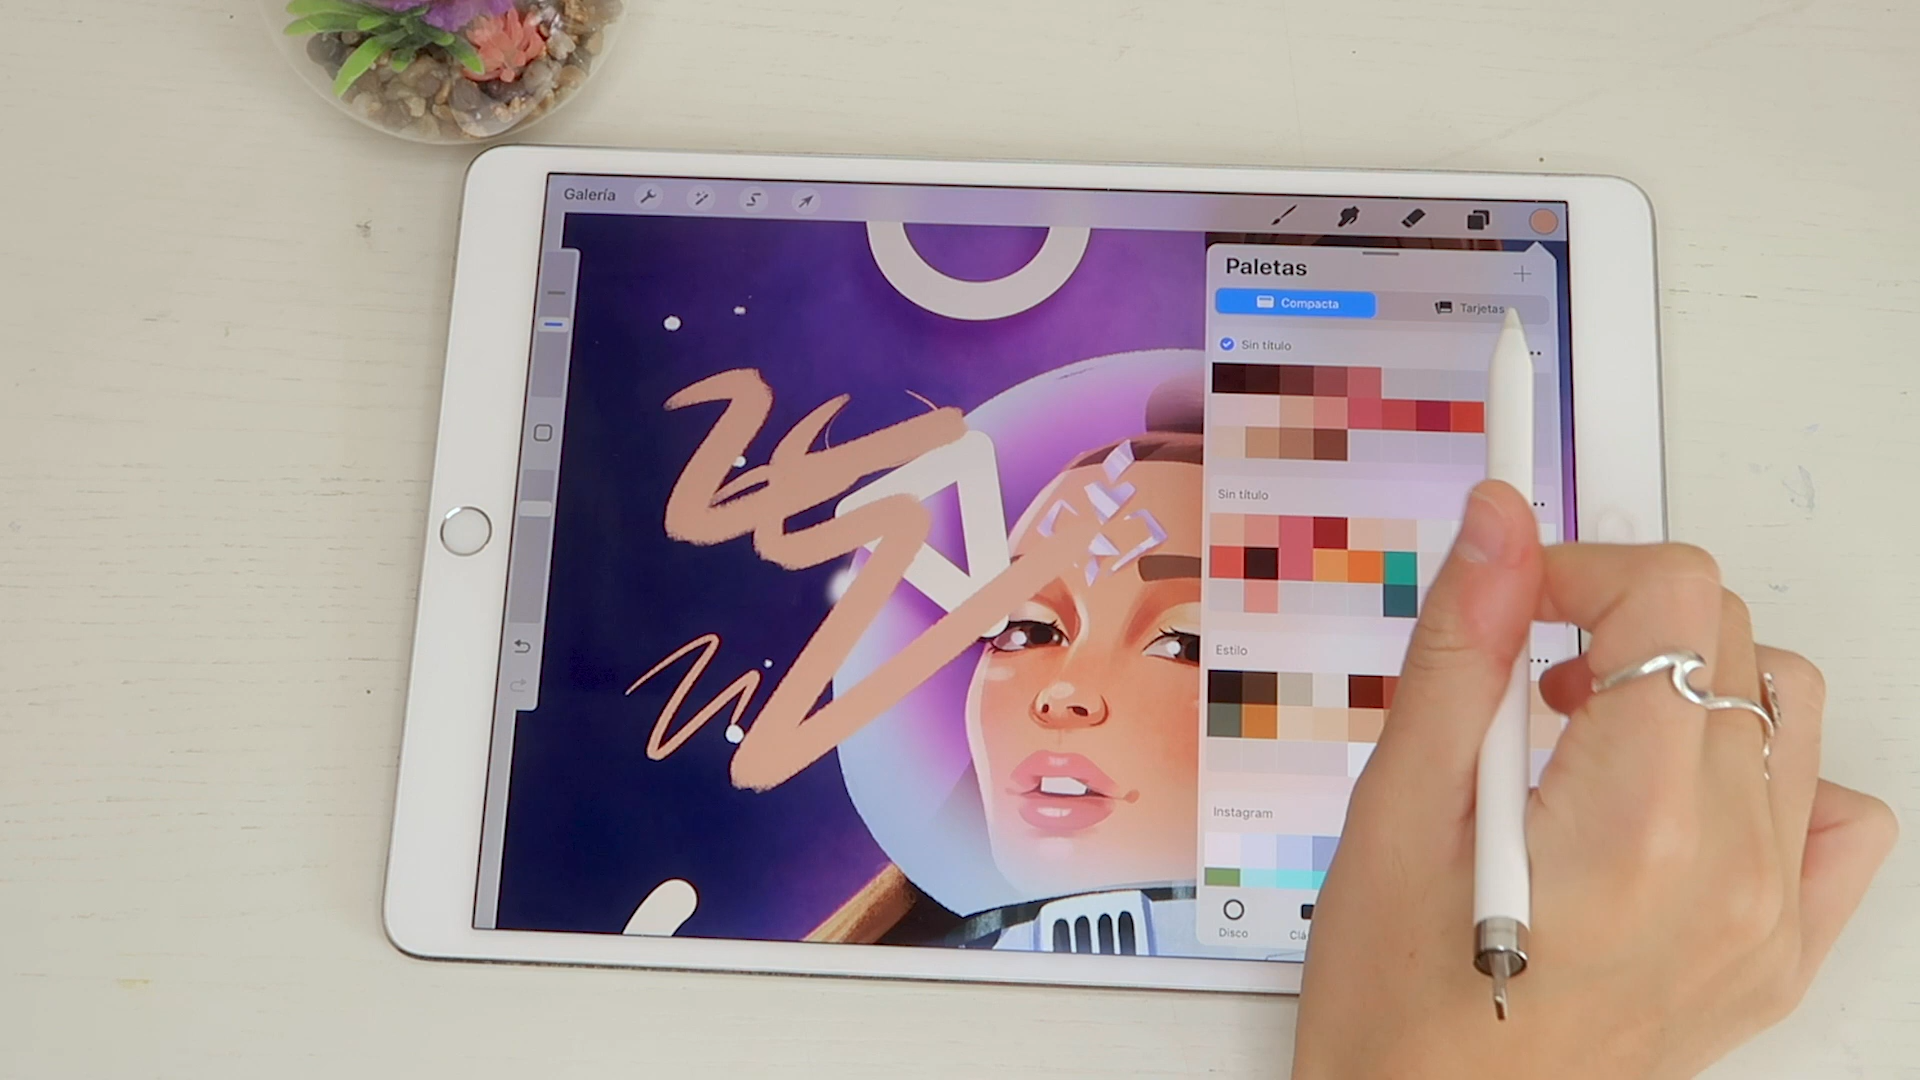 Galería
Paletas
Compacta
Tarjetas
Sin título
Sin título
Estilo
Instagram
Disco